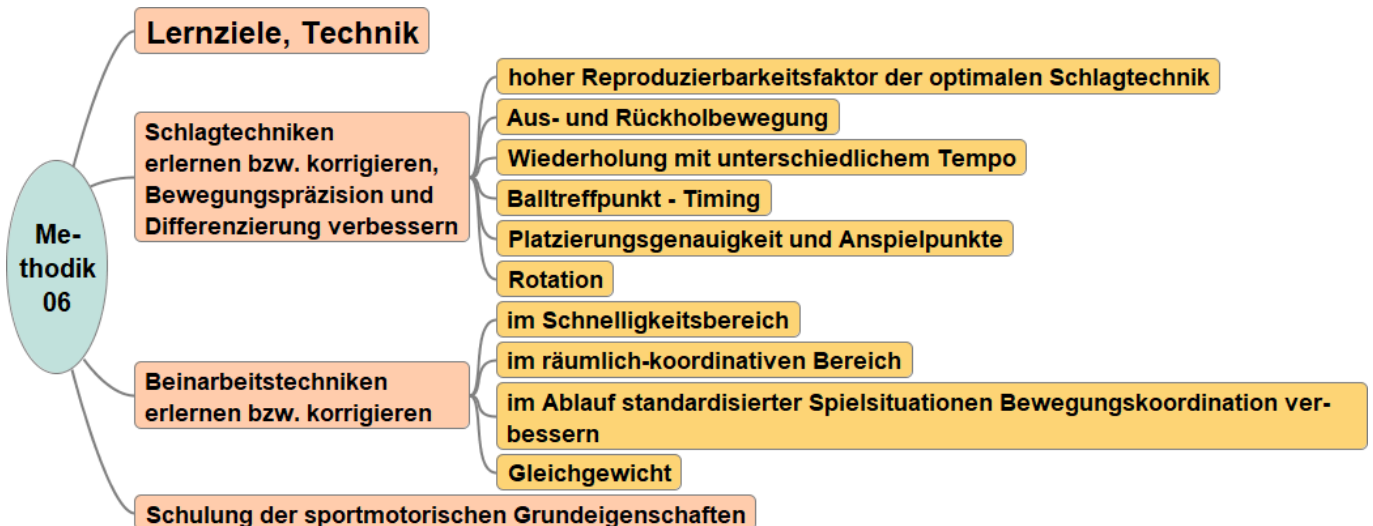 Me-
thodik
06
Lernziele, Technik
Schlagtechniken
erlernen bzw. korrigieren,
Bewegungspräzision und
Differenzierung verbessern
hoher Reproduzierbarkeitsfaktor der optimalen Schlagtechnik
Aus- und Rückholbewegung
Wiederholung mit unterschiedlichem Tempo
Balltreffpunkt - Timing
Platzierungsgenauigkeit und Anspielpunkte
Rotation
Beinarbeitstechniken
erlernen bzw. korrigieren
im Schnelligkeitsbereich
im räumlich-koordinativen Bereich
im Ablauf standardisierter Spielsituationen Bewegungskoordination ver-
bessern
Gleichgewicht
Schulung der sportmotorischen Grundeigenschaften